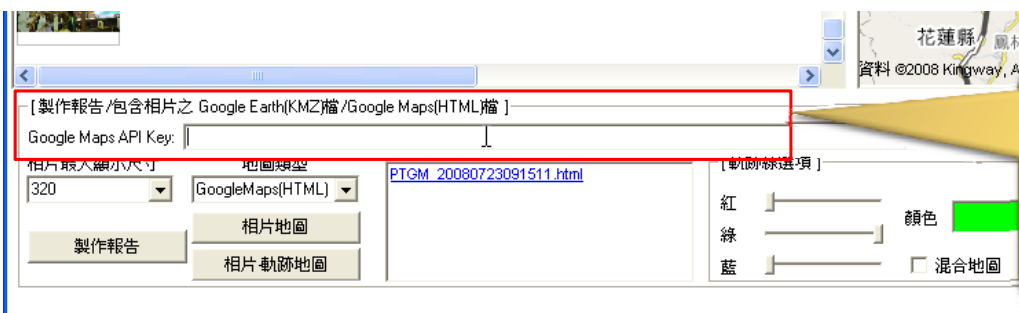 花蓮縣
鳳林
資料 ©2008 Kingway, A
[ 製作報告/包含相片之 Google Earth(KMZ)檔/Google Maps(HTML)檔 ]
Google Maps API Key:
相片最大顯示尺寸 地圖類型 [ 軌跡線選項 ]
320 GoogleMaps(HTML) PTGM_20080723091511.html
紅
相片地圖 顏色
製作報告 綠
相片-軌跡地圖 藍 混合地圖